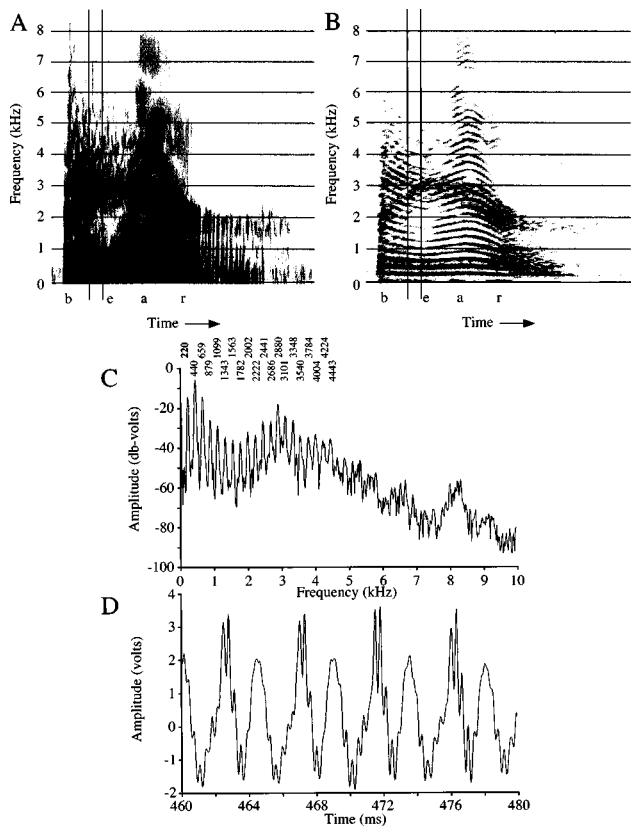 A
Frequency (kHz)
8
7
6
5
4
3
2
1
0
b e a r
Time
B
Frequency (kHz)
8
7
6
5
4
3
2
1
0
b e a r
Time
C
220 659 1099 1563 2002 2441 2880 3348 3784 4224
440 879 1343 1782 2222 2686 3101 3540 4004 4443
Amplitude (db-volts)
0
-20
-40
-60
-80
-100
0 1 2 3 4 5 6 7 8 9 10
Frequency (kHz)
D
Amplitude (volts)
4
3
2
1
0
-1
-2
460 464 468 472 476 480
Time (ms)